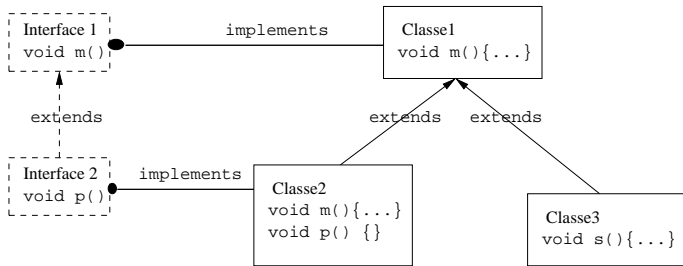 Interface 1
void m()
implements
Classe1
void m(){...}
extends
extends
extends
Interface 2
void p()
implements
Classe2
void m(){...}
void p() {}
Classe3
void s(){...}